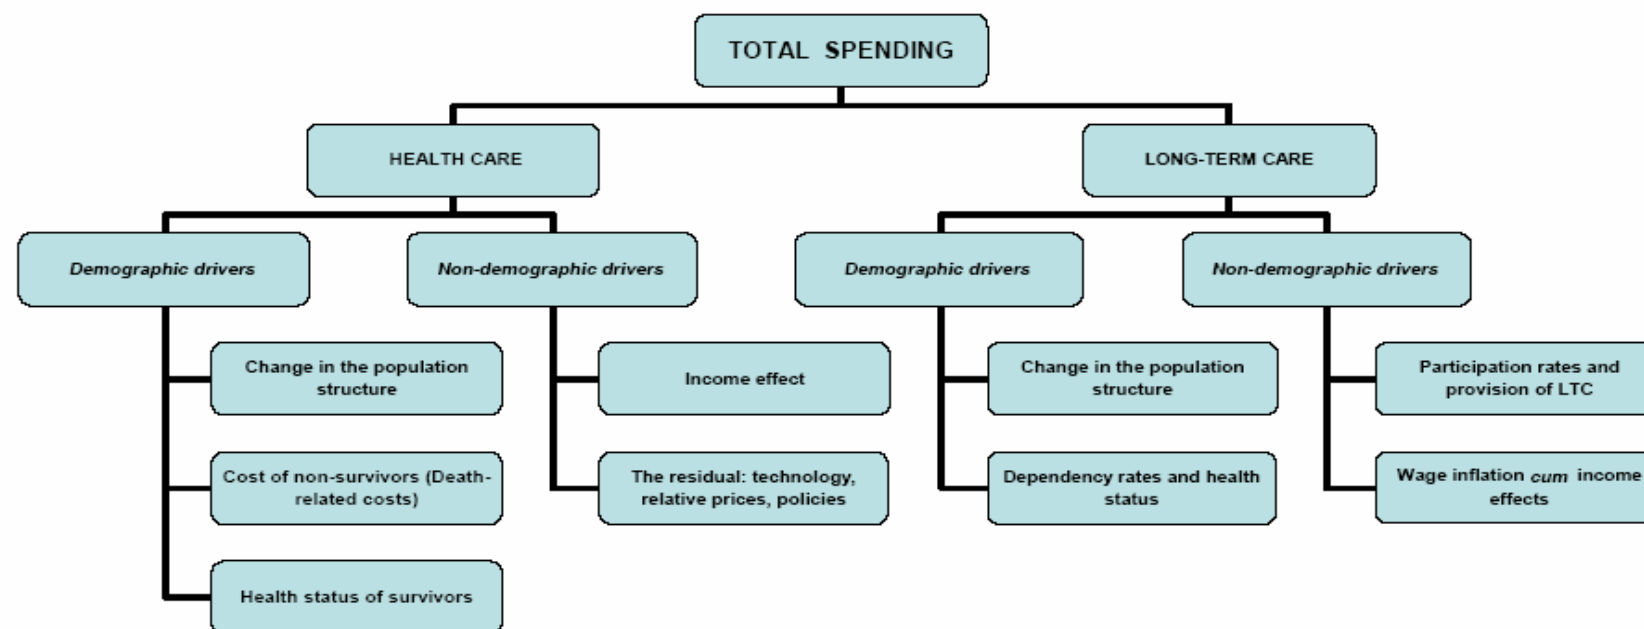 TOTAL SPENDING
HEALTH CARE
LONG-TERM CARE
Demographic drivers
Non-demographic drivers
Demographic drivers
Non-demographic drivers
Change in the population
structure
Income effect
Change in the population
structure
Participation rates and
provision of LTC
Cost of non-survivors (Death-
related costs)
The residual: technology,
relative prices, policies
Dependency rates and health
status
Wage inflation cum income
effects
Health status of survivors